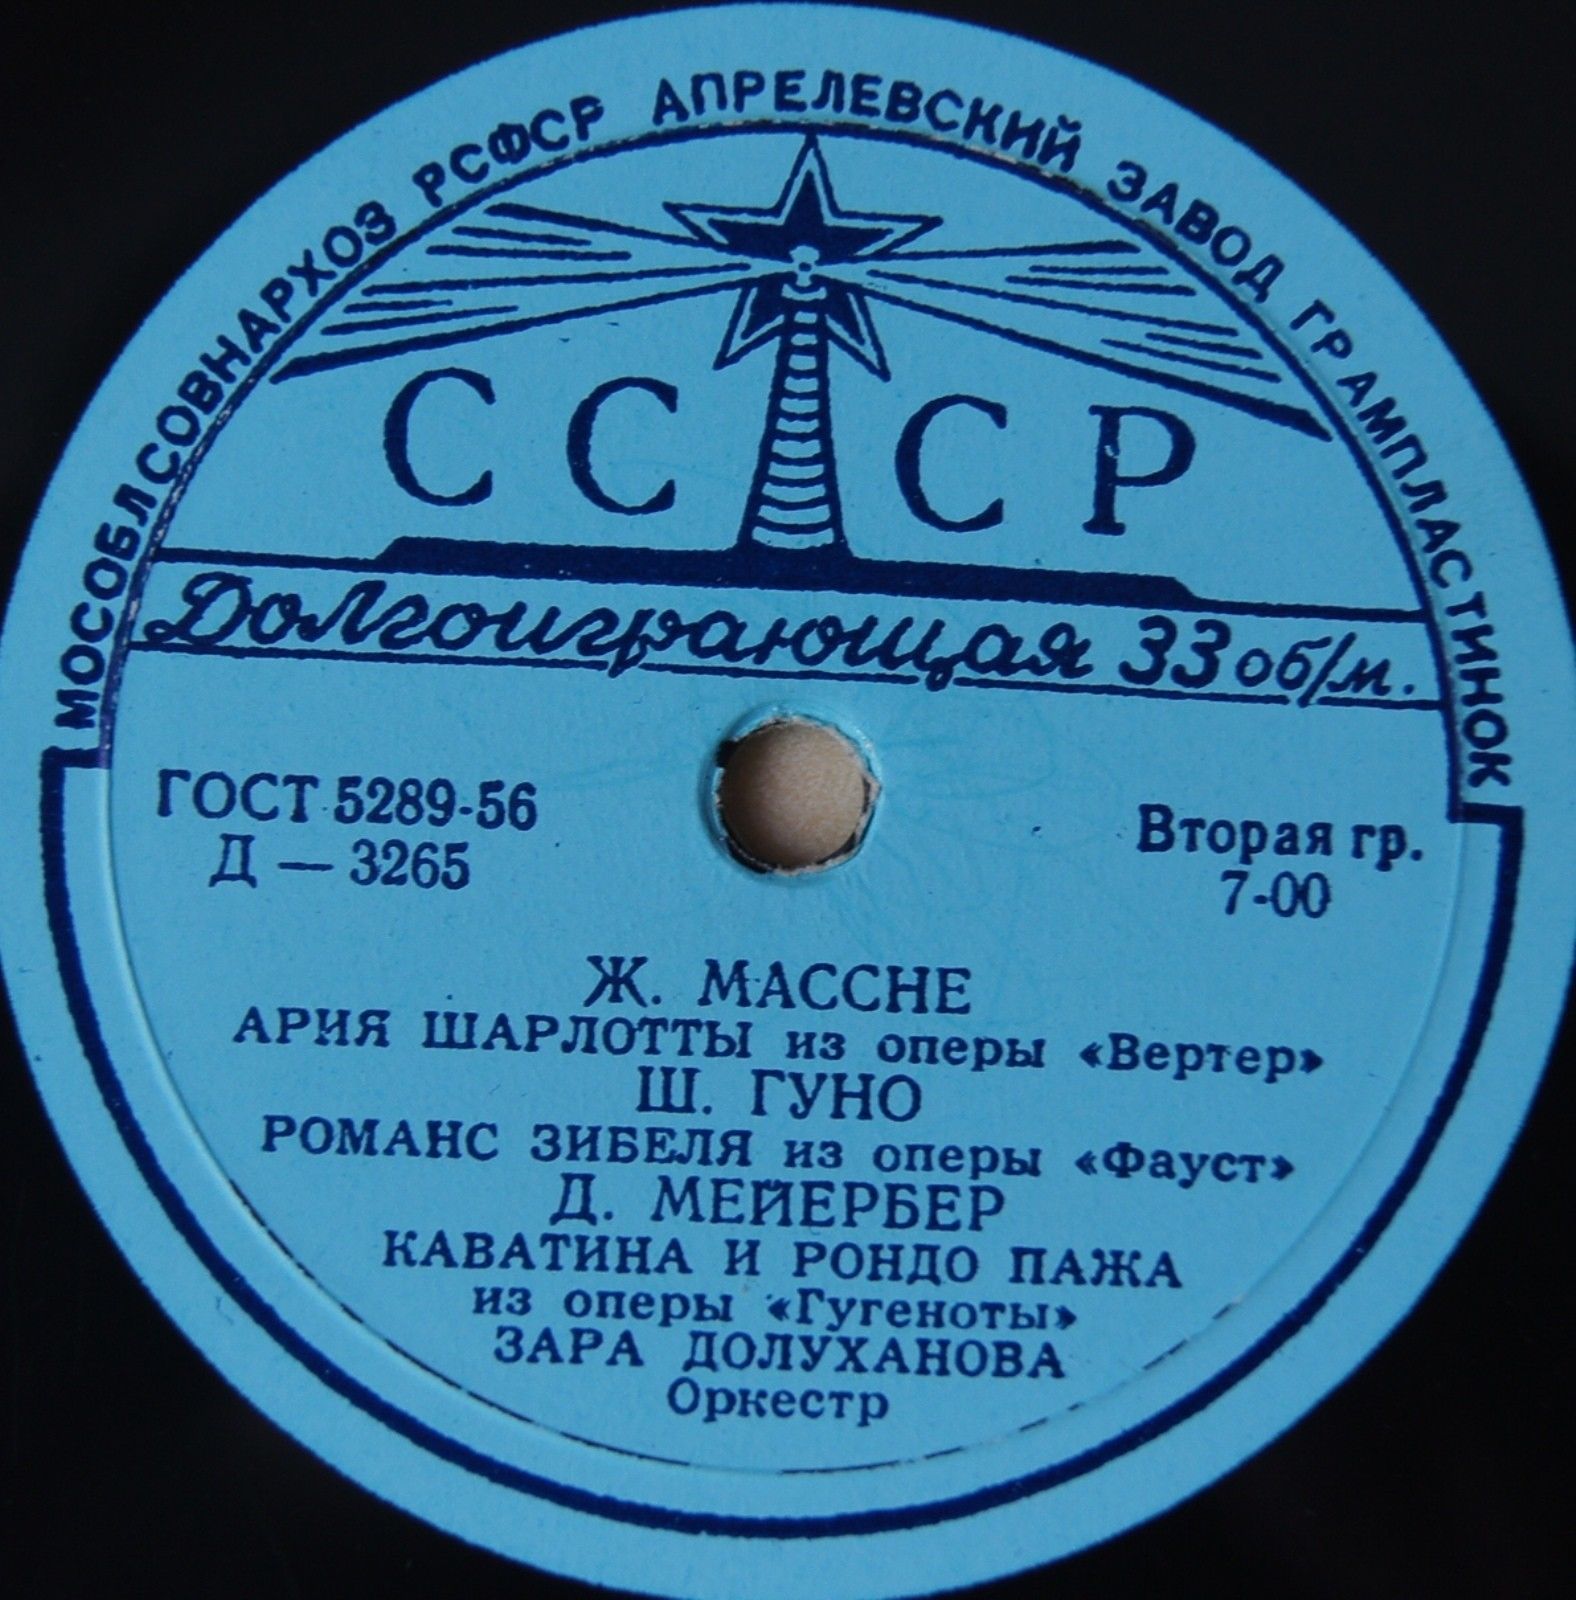 МОСОБЛСОВНАРХОЗ РСФСР АПРЕЛЕВСКИЙ ЗАВОД ГРАМПЛАСТИНОК
СССР
Долгоиграющая 33 об/м.
ГОСТ 5289-56
Д — 3265
Вторая гр.
7-00
Ж. МАССНЕ
АРИЯ ШАРЛОТТЫ из оперы «Вертер»
Ш. ГУНО
РОМАНС ЗИБЕЛЯ из оперы «Фауст»
Д. МЕЙЕРБЕР
КАВАТИНА И РОНДО ПАЖА
из оперы «Гугеноты»
ЗАРА ДОЛУХАНОВА
Оркестр